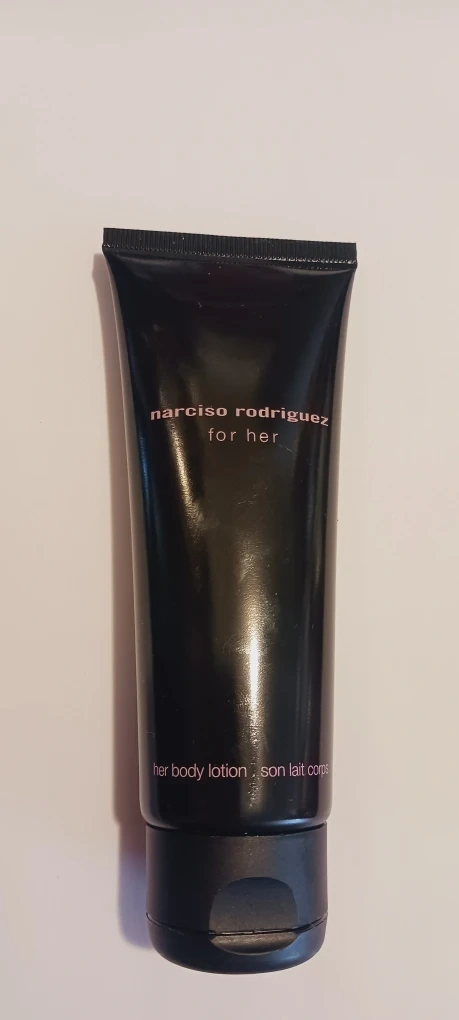 narciso rodriguez
for her
her body lotion . son lait corps